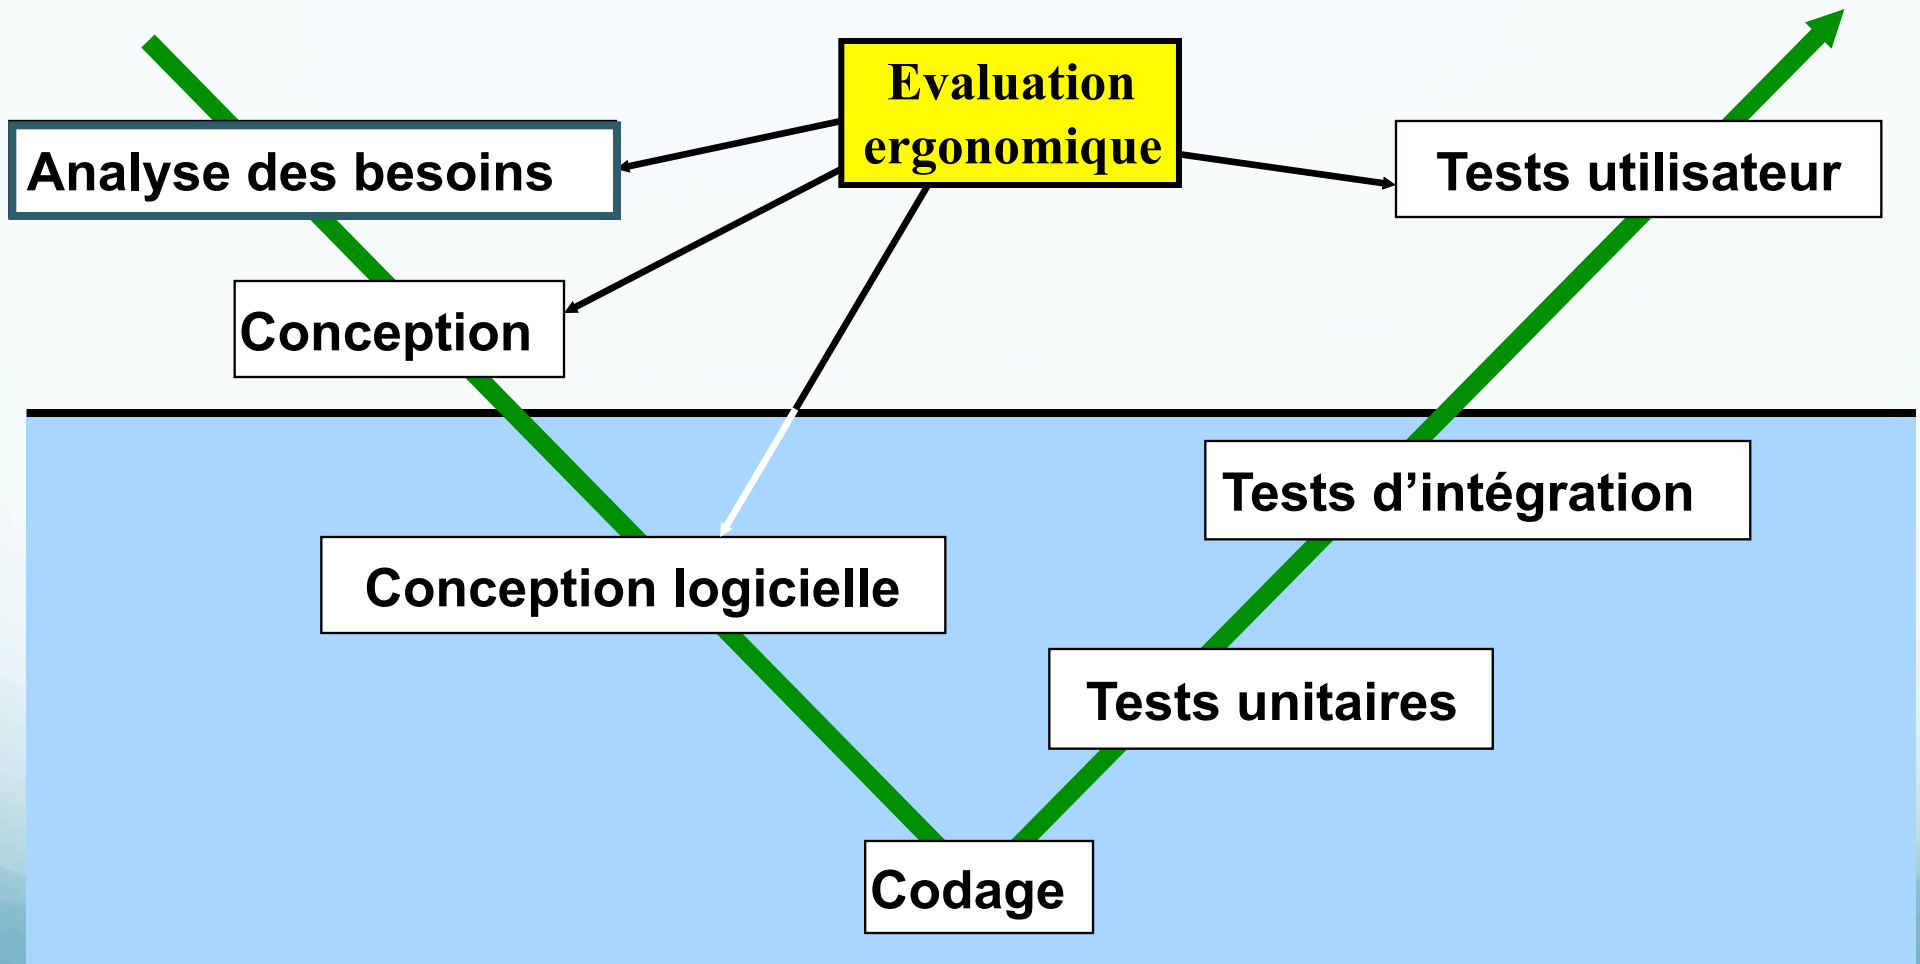 Evaluation
ergonomique
Analyse des besoins
Tests utilisateur
Conception
Tests d’intégration
Conception logicielle
Tests unitaires
Codage